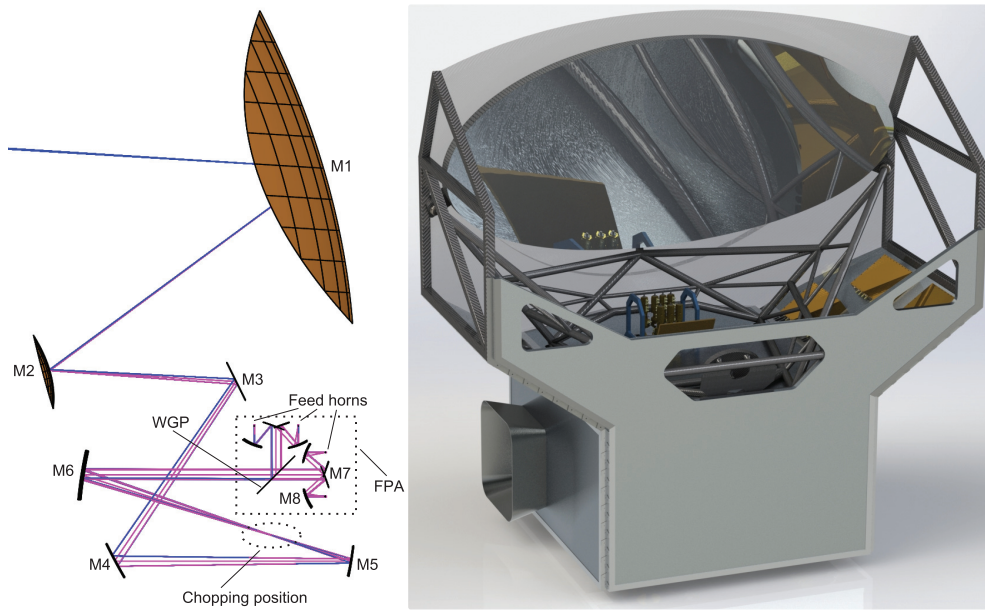 M1
M2
M3
Feed horns
WGP
M6
M7
FPA
M8
M4
M5
Chopping position